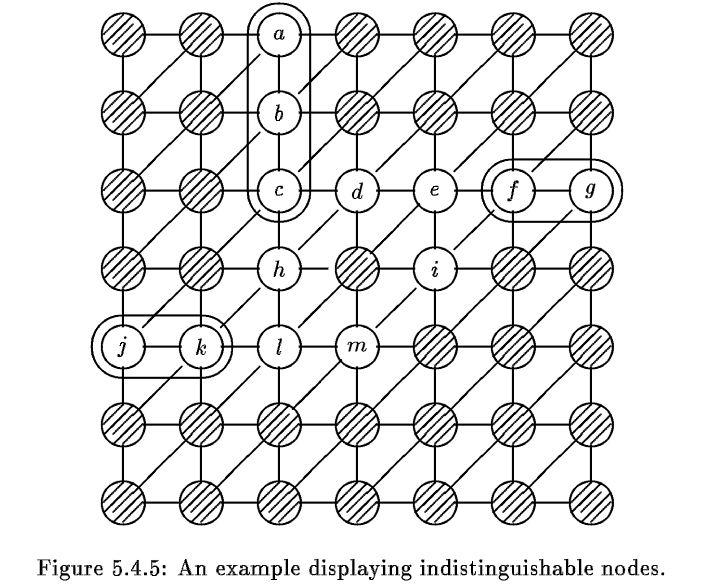 a
b
c d e f g
h i
j k l m
Figure 5.4.5: An example displaying indistinguishable nodes.